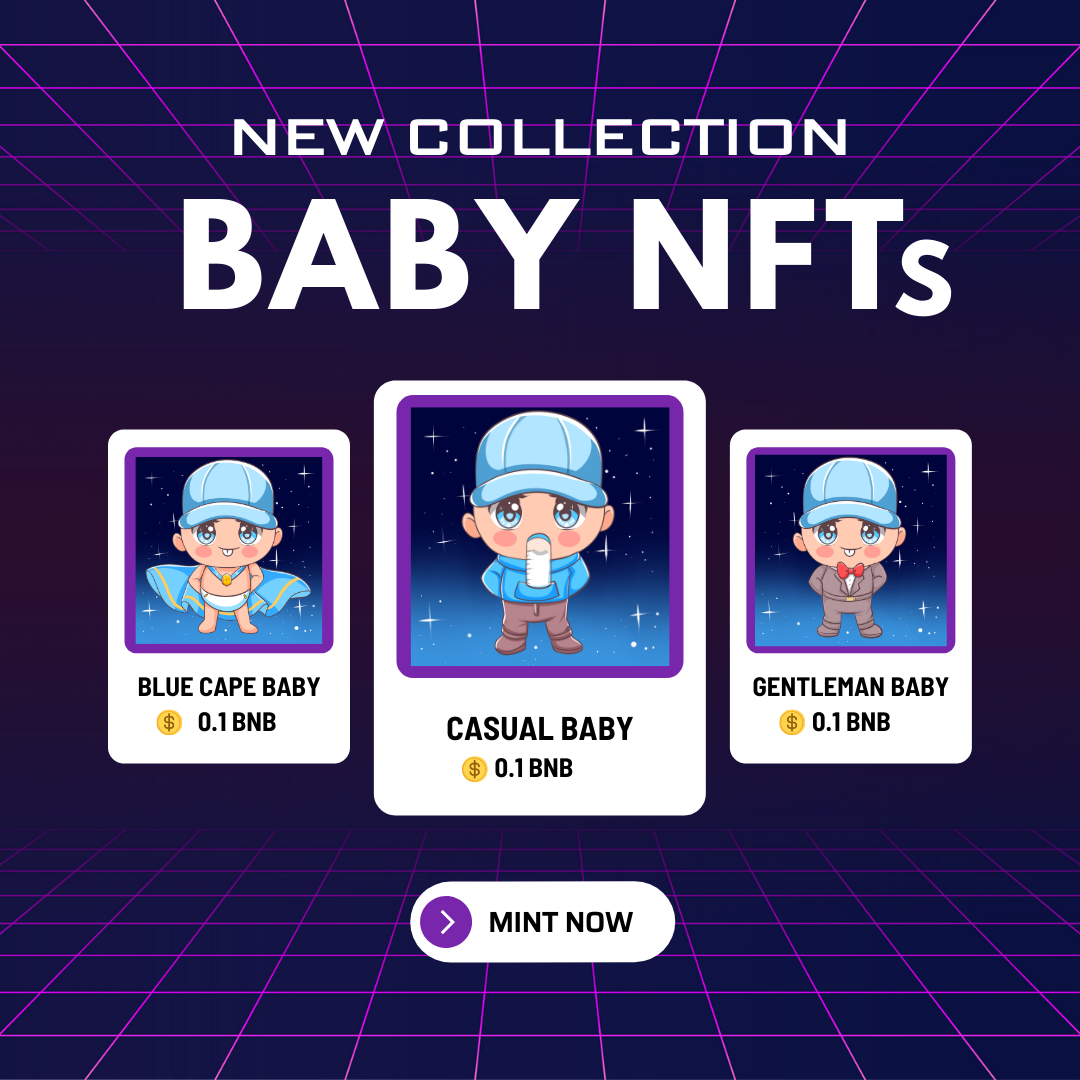 NEW COLLECTION
BABY NFTs
BLUE CAPE BABY
$ 0.1 BNB
CASUAL BABY
$ 0.1 BNB
GENTLEMAN BABY
$ 0.1 BNB
MINT NOW